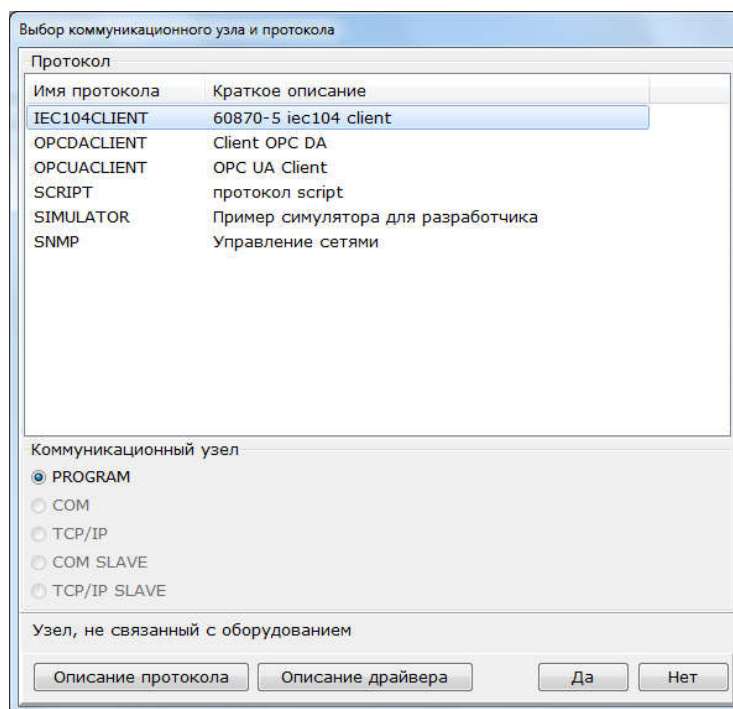 Выбор коммуникационного узла и протокола
Протокол
Имя протокола Краткое описание
IEC104CLIENT 60870-5 iec104 client
OPCDACLIENT Client OPC DA
OPCUACLIENT OPC UA Client
SCRIPT протокол script
SIMULATOR Пример симулятора для разработчика
SNMP Управление сетями
Коммуникационный узел
PROGRAM
COM
TCP/IP
COM SLAVE
TCP/IP SLAVE
Узел, не связанный с оборудованием
Описание протокола Описание драйвера Да Нет